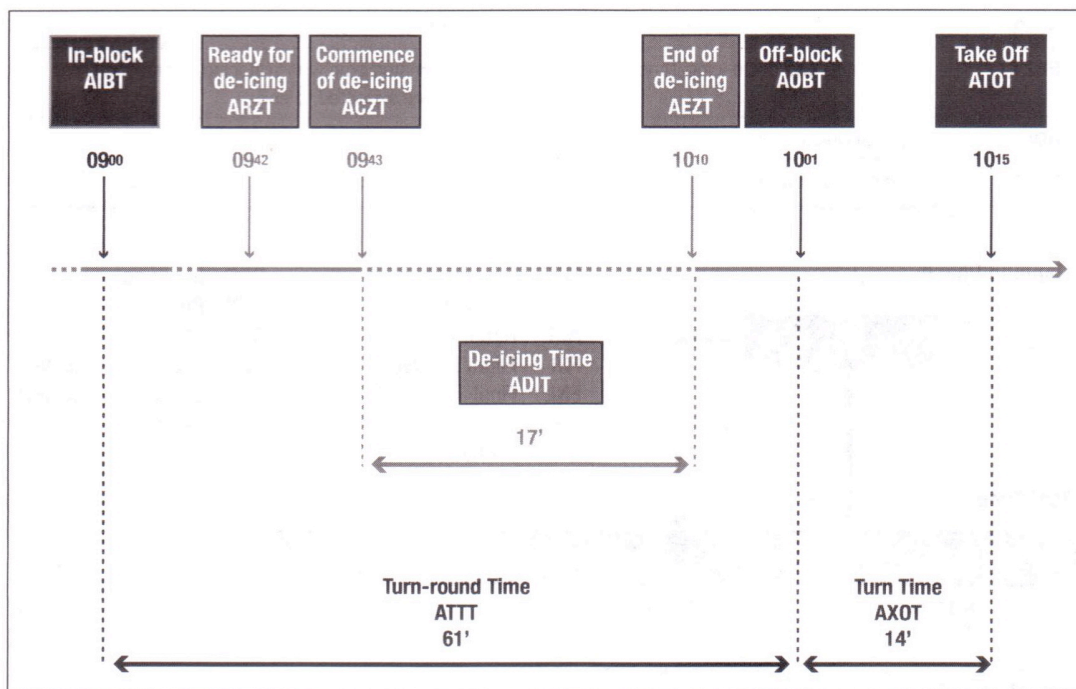 In-block
AIBT
Ready for
de-icing
ARZT
Commence
of de-icing
ACZT
End of
de-icing
AEZT
Off-block
AOBT
Take Off
ATOT
0900
0942
0943
1010
1001
1015
De-icing Time
ADIT
17'
Turn-round Time
ATTT
61'
Turn Time
AXOT
14'